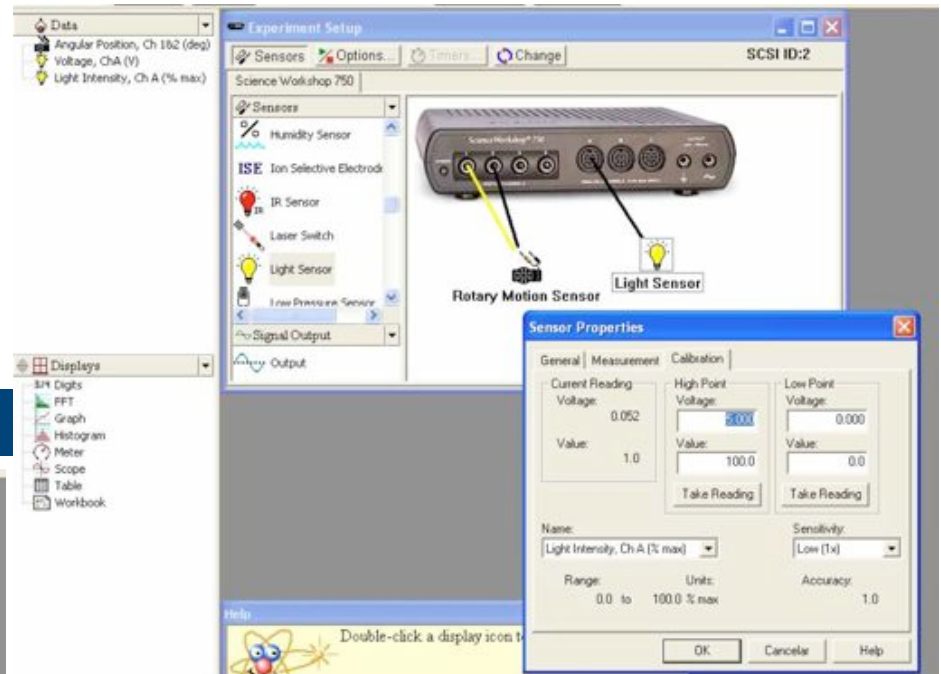 Data
Angular Position, Ch 1&2 (deg)
Voltage, ChA (V)
Light Intensity, Ch A (% max)
Experiment Setup
Sensors Options... Timers... Change SCSI ID:2
Science Workshop 750
Sensors
Humidity Sensor
ISE Ion Selective Electrode
IR Sensor
Laser Switch
Light Sensor
Low Pressure Sensor
Signal Output
Output
Science Workshop 750
Rotary Motion Sensor
Light Sensor
Displays
3.14 Digits
FFT
Graph
Histogram
Meter
Scope
Table
Workbook
Sensor Properties
General Measurement Calibration
Current Reading
Voltage:
0.052
Value:
1.0
High Point
Voltage:
5.000
Value:
100.0
Take Reading
Low Point
Voltage:
0.000
Value:
0.0
Take Reading
Name:
Light Intensity, Ch A (% max)
Sensitivity:
Low (1x)
Range:
0.0 to 100.0
Units:
% max
Accuracy:
1.0
OK Cancelar Help
Help
Double-click a display icon